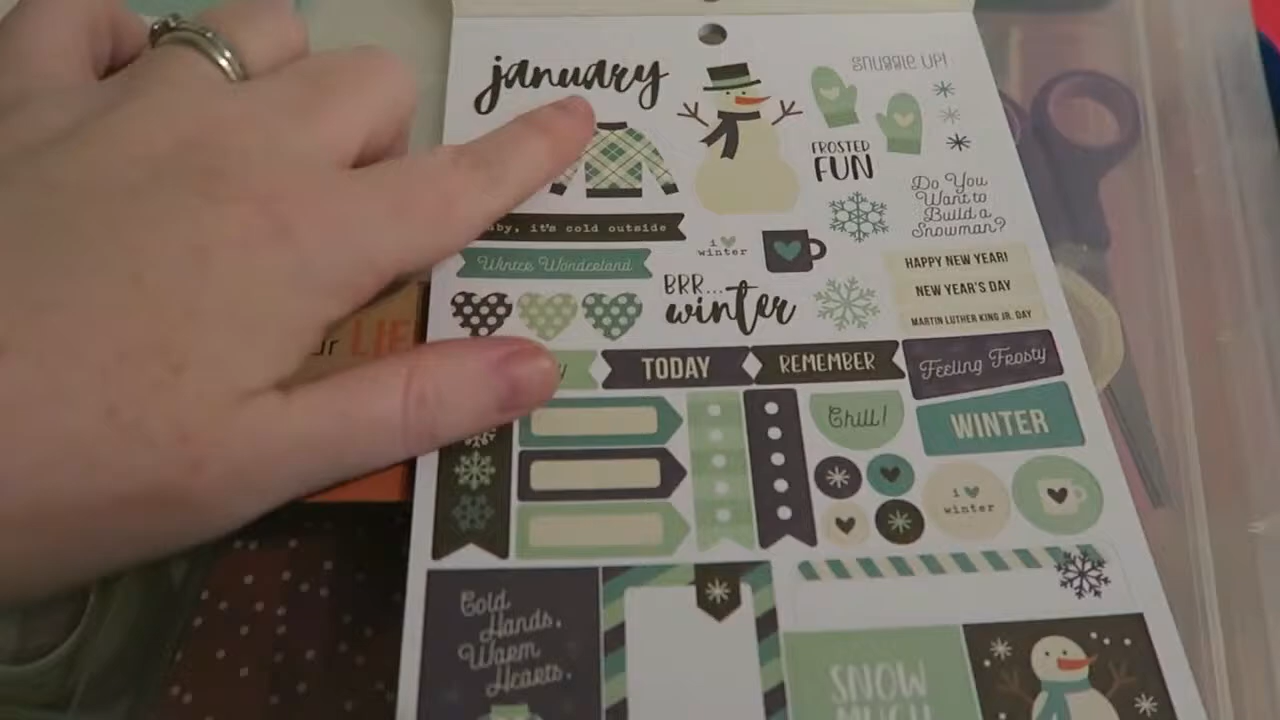 january
SNUGGLE UP!
FROSTED
FUN
Do You
Want to
Build a
Snowman?
it's cold outside
Winter Wonderland
i
winter
BRR...
winter
HAPPY NEW YEAR!
NEW YEAR'S DAY
MARTIN LUTHER KING JR. DAY
TODAY
REMEMBER
Feeling Frosty
Chill!
WINTER
i
winter
Cold
Hands,
Warm
Hearts.
SNOW
MUCH
LIE